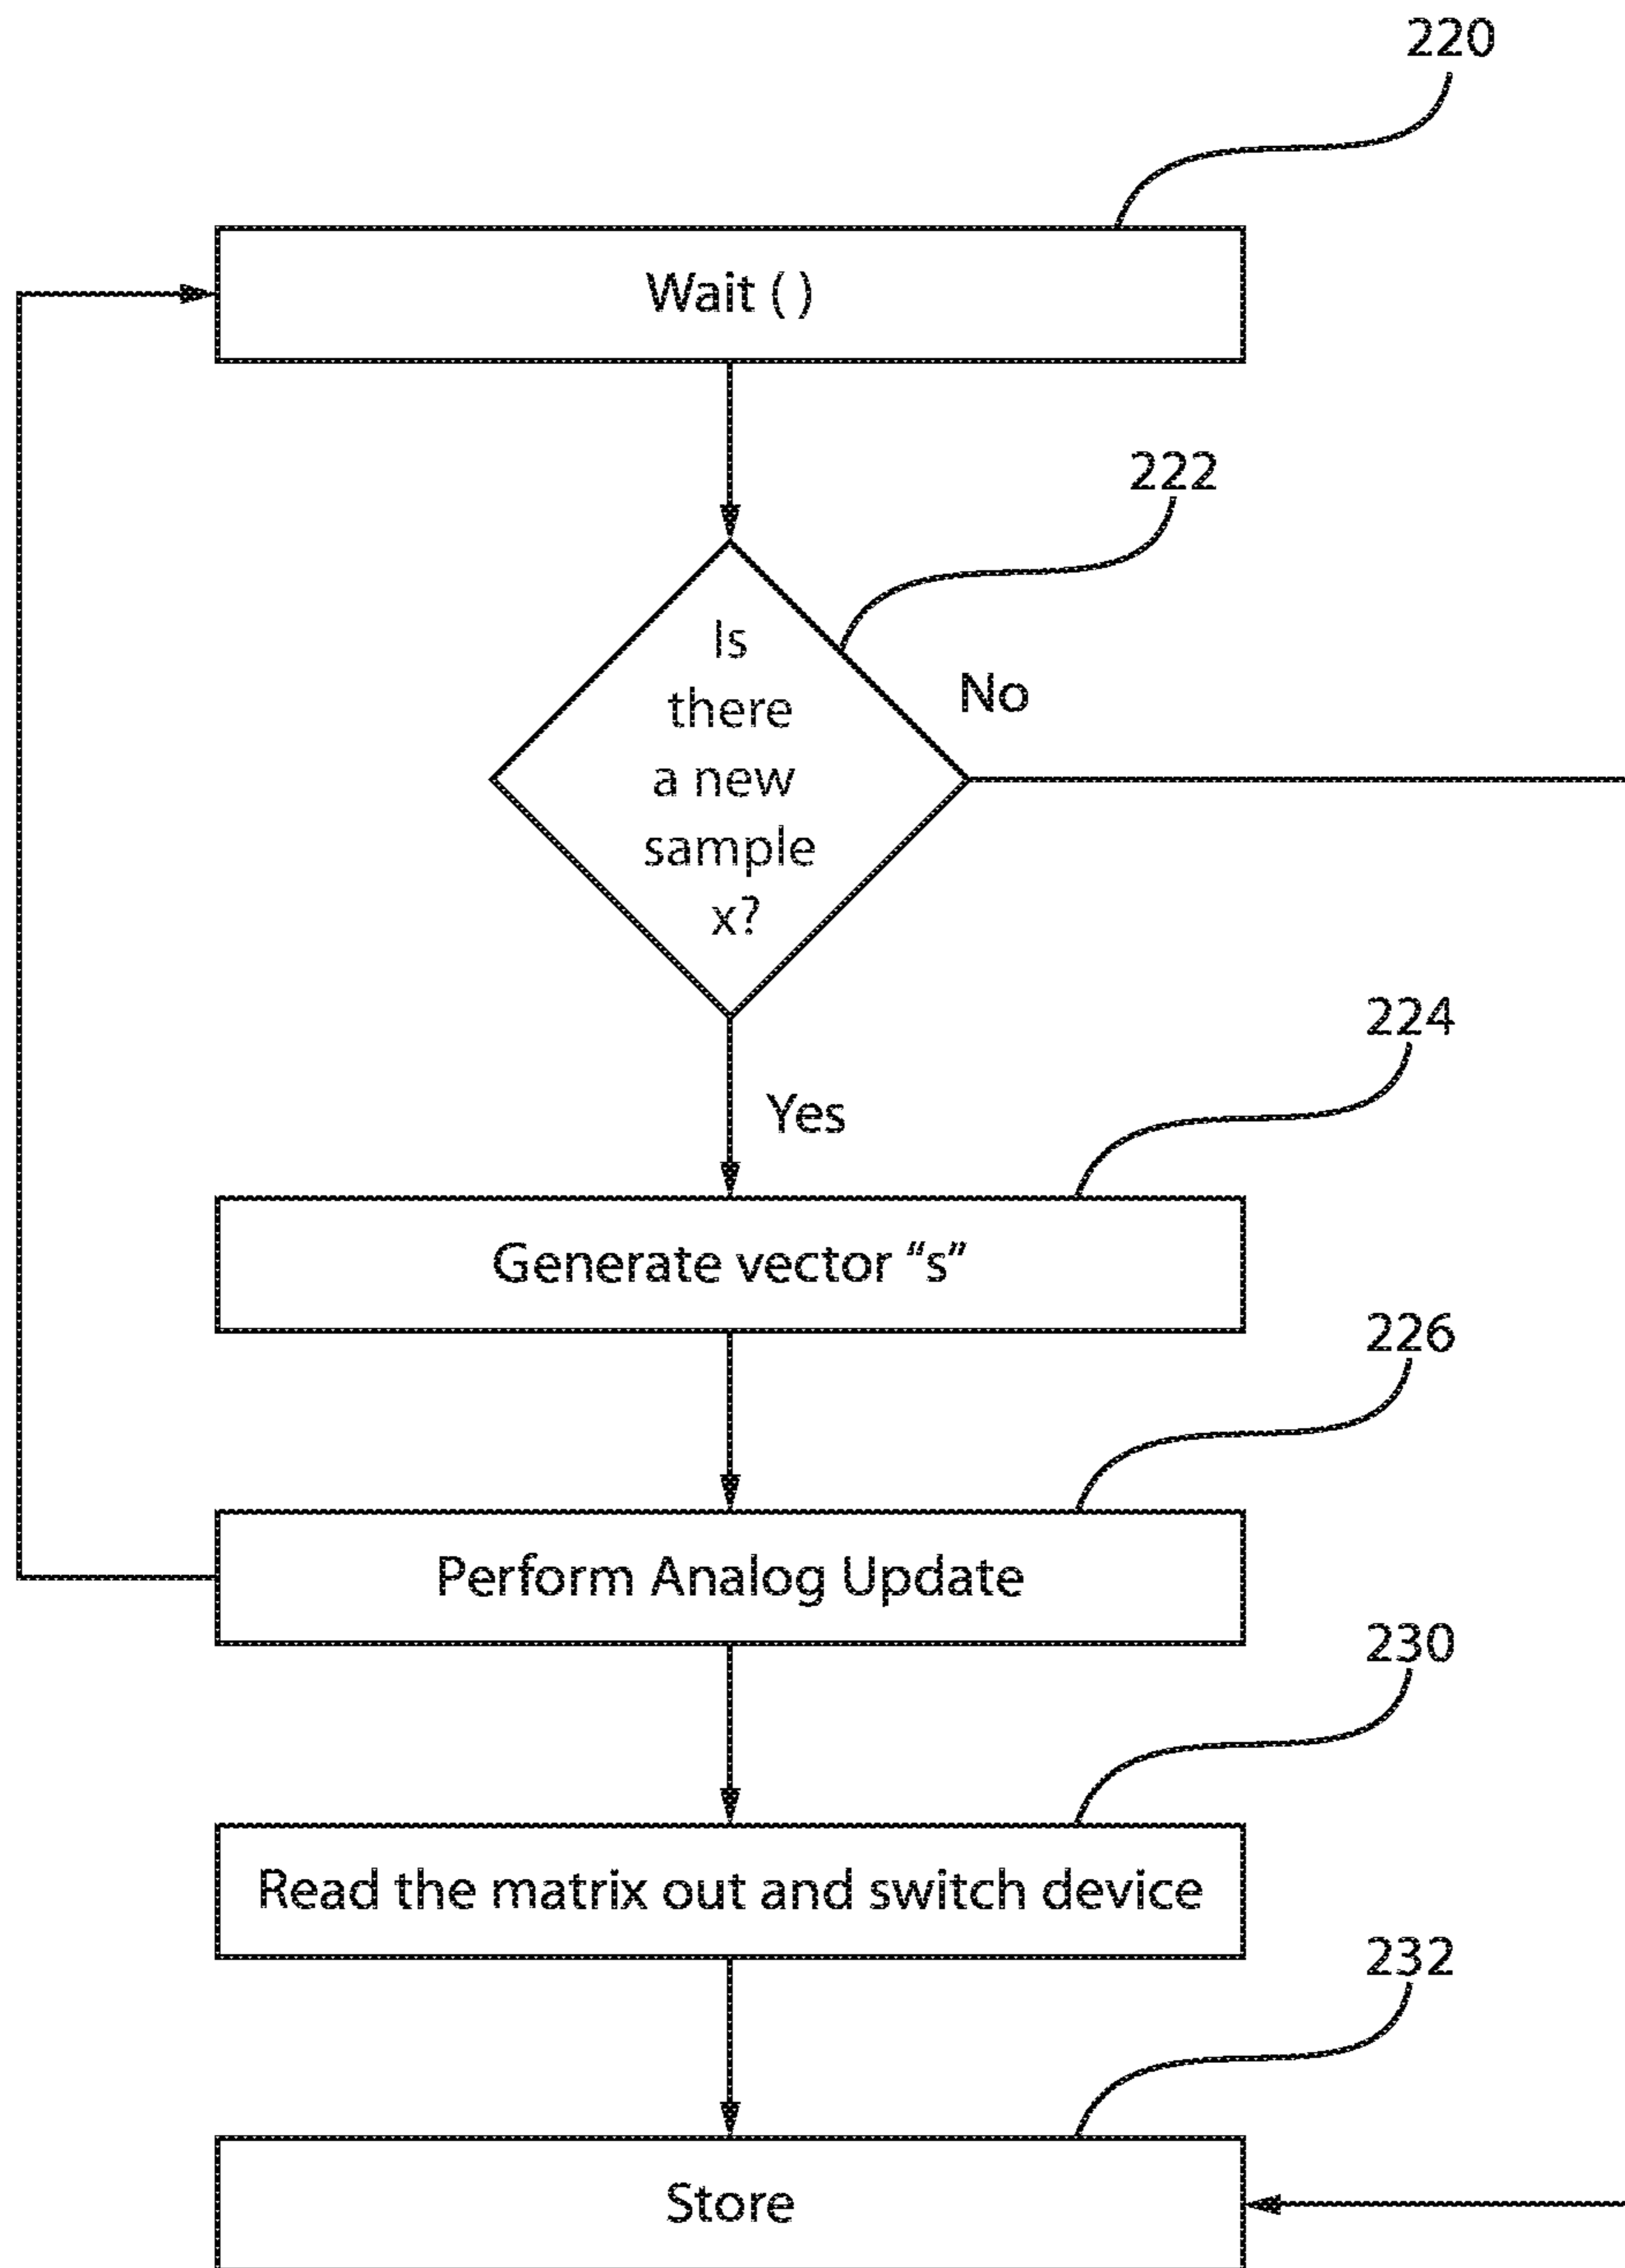 220
Wait ( )
222
Is
there
a new
sample
x?
No
Yes
224
Generate vector “s”
226
Perform Analog Update
230
Read the matrix out and switch device
232
Store